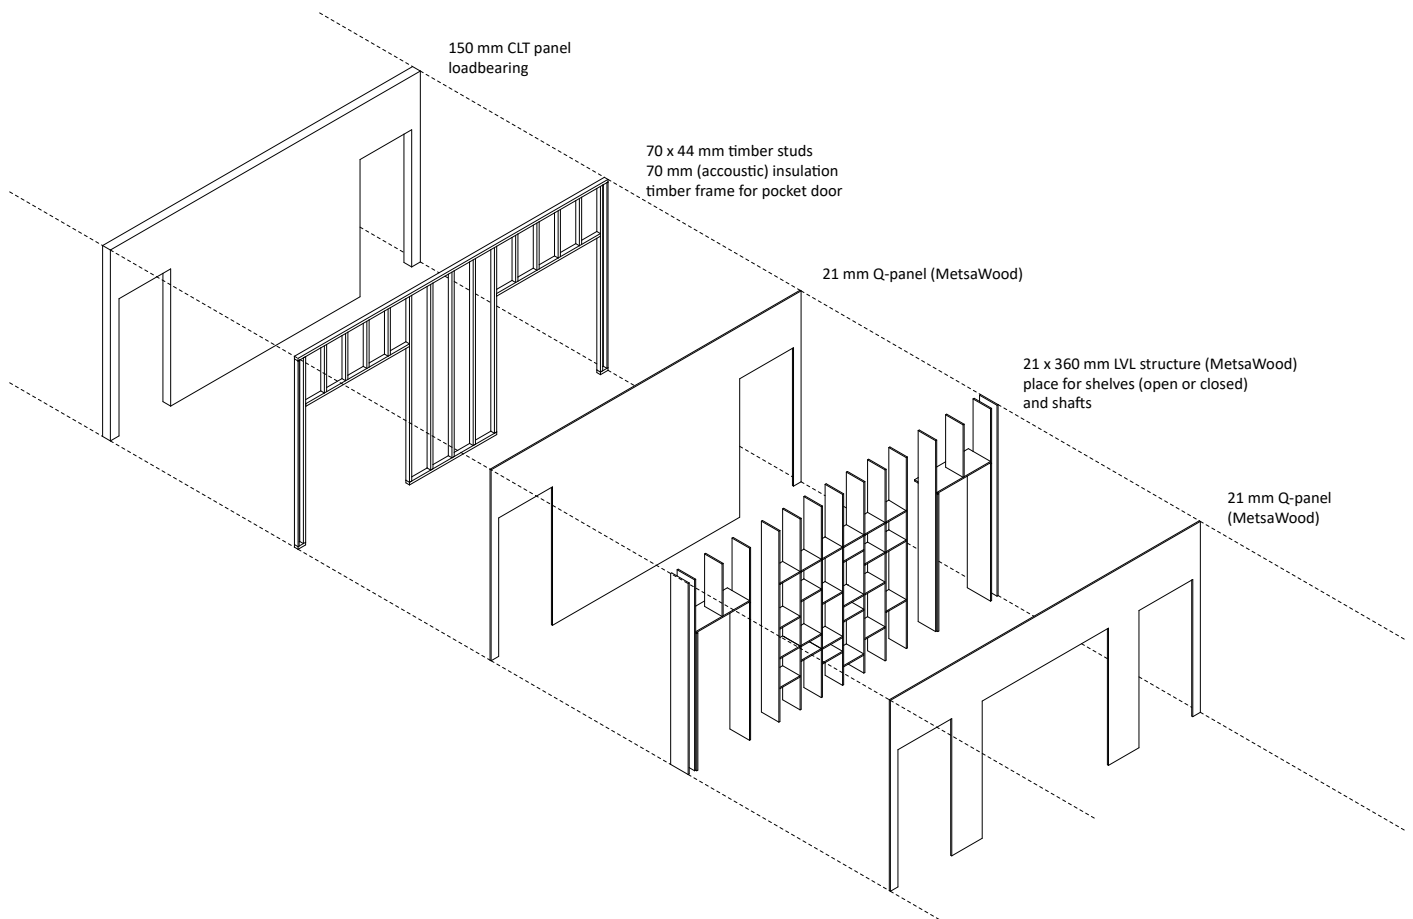 150 mm CLT panel
loadbearing
70 x 44 mm timber studs
70 mm (accoustic) insulation
timber frame for pocket door
21 mm Q-panel (MetsaWood)
21 x 360 mm LVL structure (MetsaWood)
place for shelves (open or closed)
and shafts
21 mm Q-panel
(MetsaWood)